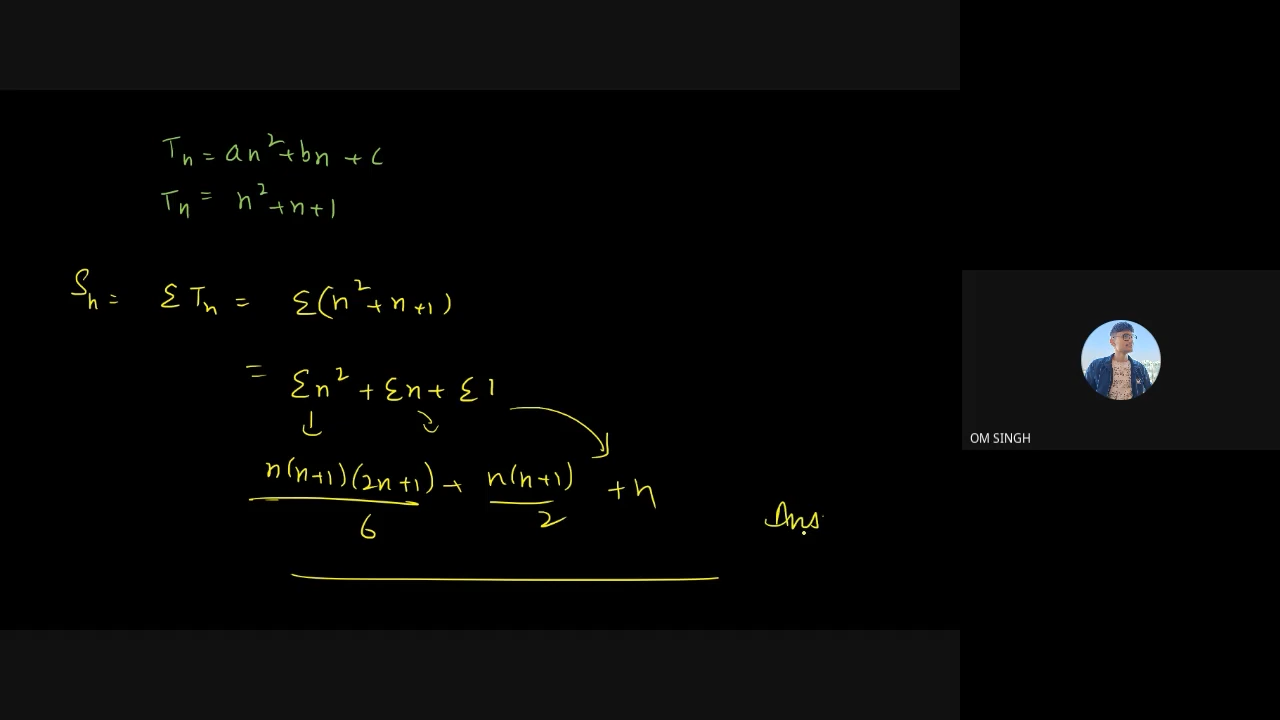 Tn = an² + bn + c
Tn = n² + n + 1
Sn = Σ Tn = Σ(n² + n + 1)
= Σn² + Σn + Σ1
n(n+1)(2n+1)/6 + n(n+1)/2 + n
Ans
OM SINGH